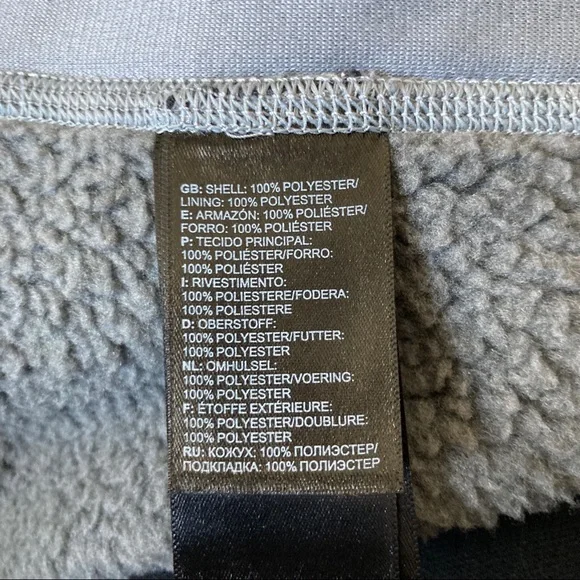 GB: SHELL: 100% POLYESTER/
LINING: 100% POLYESTER
E: ARMAZÓN: 100% POLIÉSTER/
FORRO: 100% POLIÉSTER
P: TECIDO PRINCIPAL:
100% POLIÉSTER/FORRO:
100% POLIÉSTER
I: RIVESTIMENTO:
100% POLIESTERE/FODERA:
100% POLIESTERE
D: OBERSTOFF:
100% POLYESTER/FUTTER:
100% POLYESTER
NL: OMHULSEL:
100% POLYESTER/VOERING:
100% POLYESTER
F: ÉTOFFE EXTÉRIEURE:
100% POLYESTER/DOUBLURE:
100% POLYESTER
RU: КОЖУХ: 100% ПОЛИЭСТЕР/
ПОДКЛАДКА: 100% ПОЛИЭСТЕР